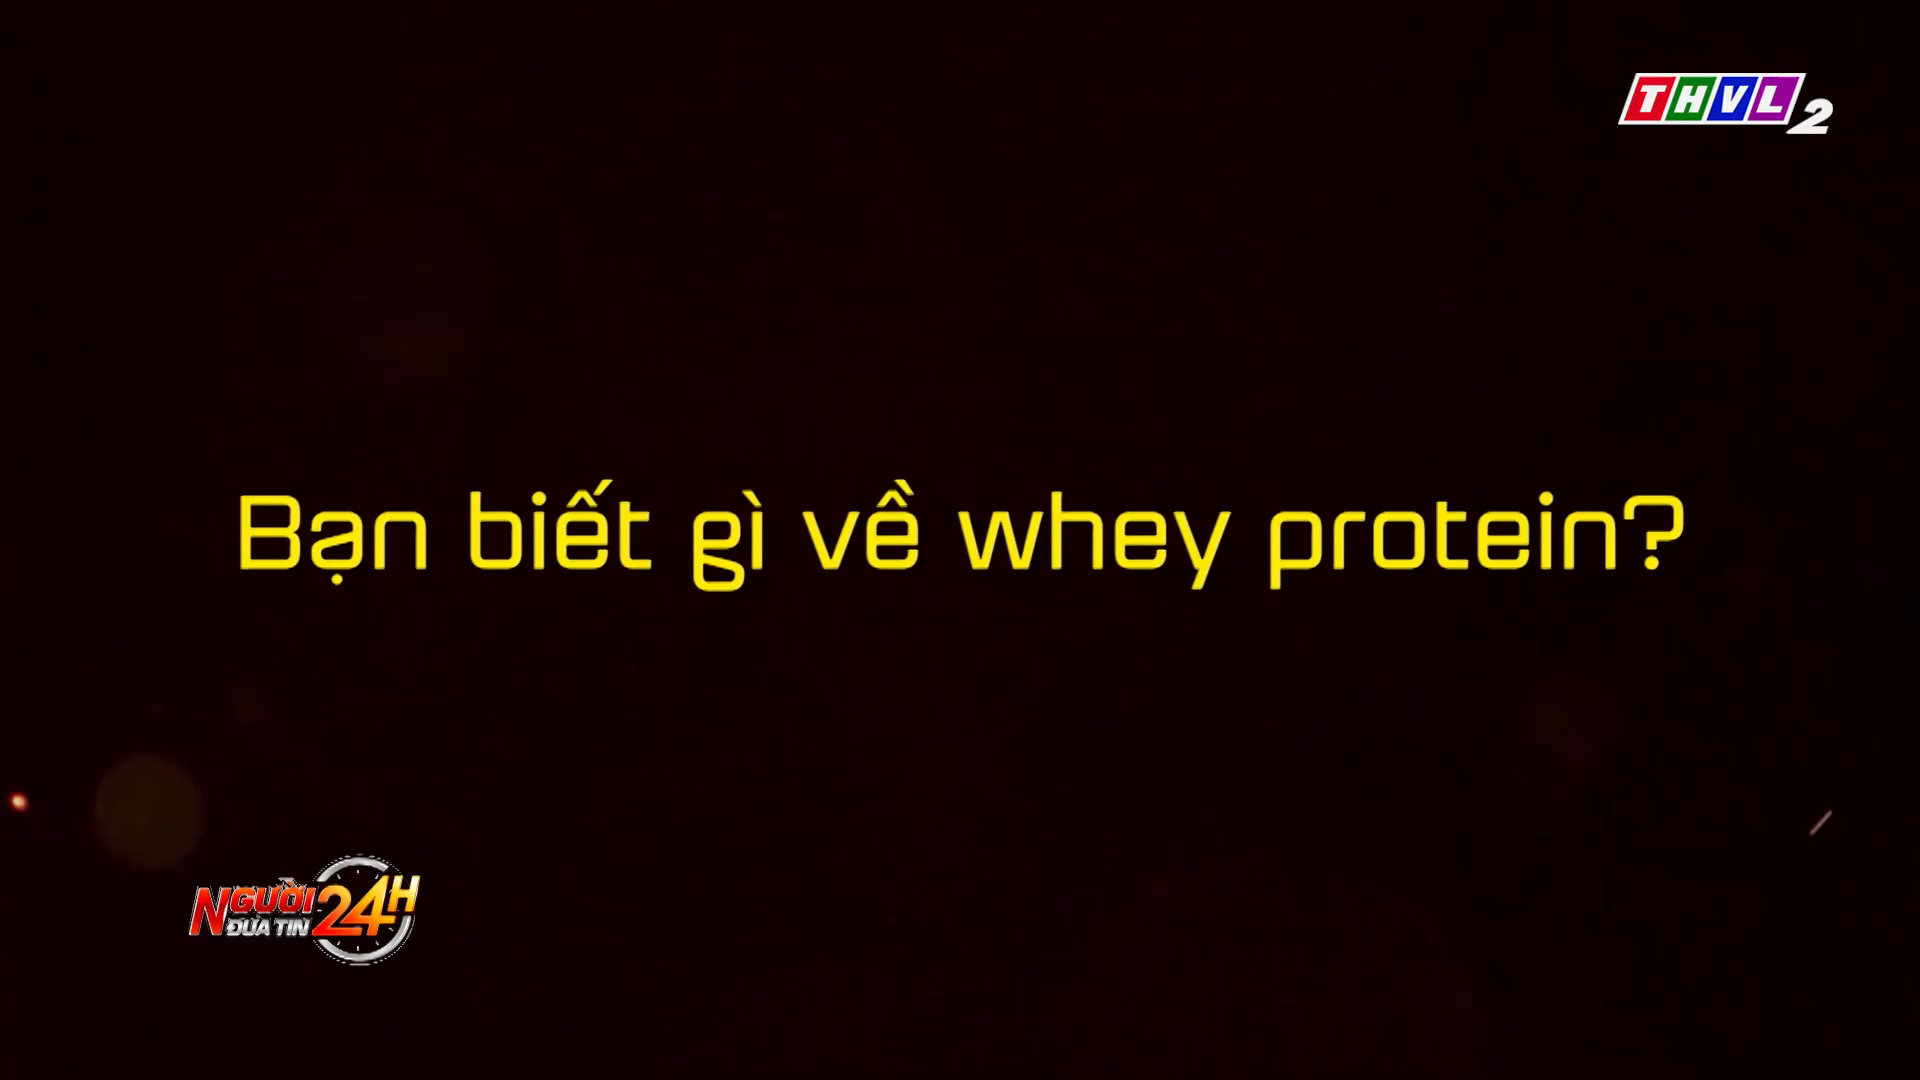 THVL2
Bạn biết gì về whey protein?
NGƯỜI
ĐƯA TIN
24H